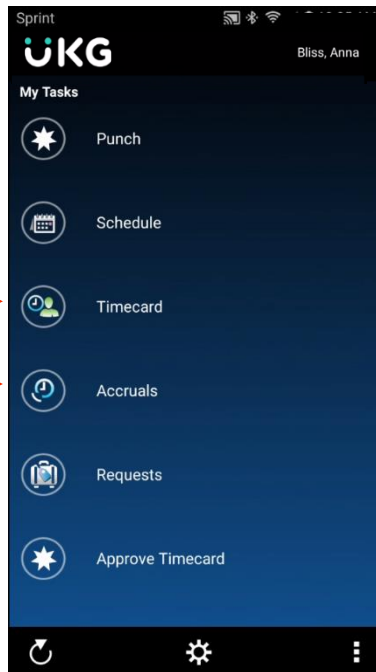 Sprint
UKG
Bliss, Anna
My Tasks
Punch
Schedule
Timecard
Accruals
Requests
Approve Timecard